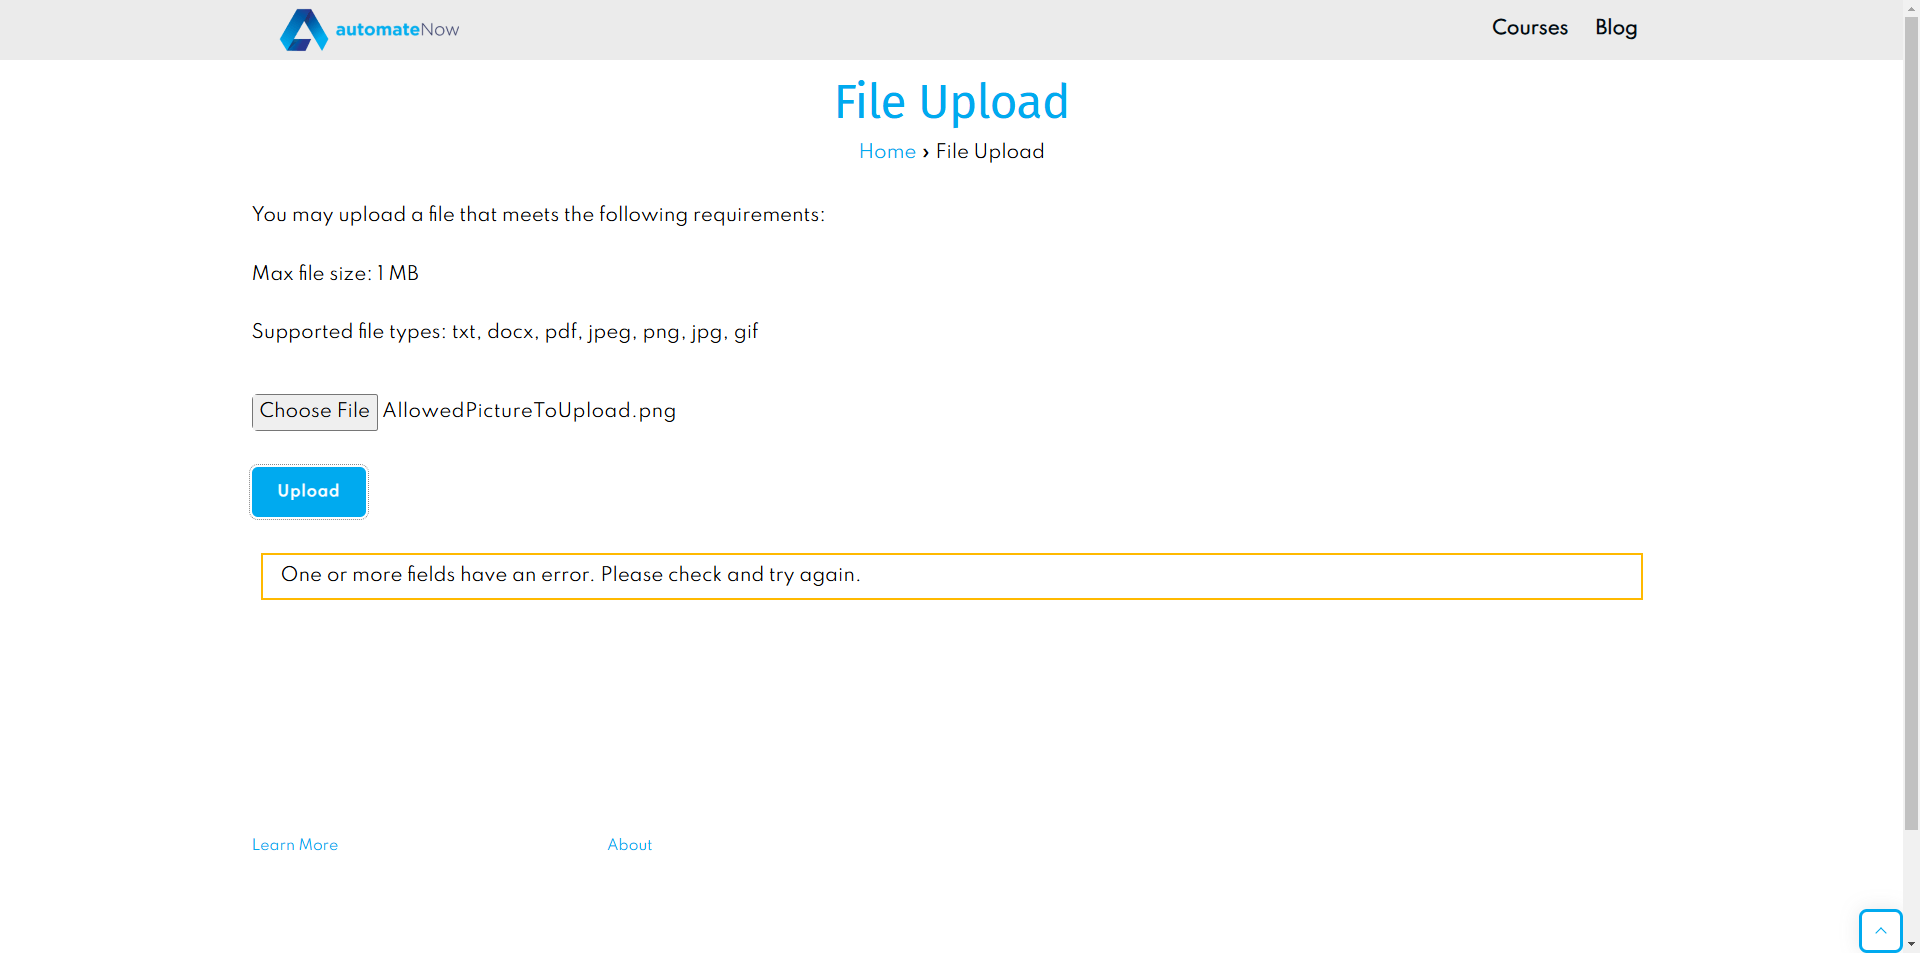 automateNow
Courses Blog
File Upload
Home › File Upload
You may upload a file that meets the following requirements:
Max file size: 1 MB
Supported file types: txt, docx, pdf, jpeg, png, jpg, gif
Choose File AllowedPictureToUpload.png
Upload
One or more fields have an error. Please check and try again.
Learn More About